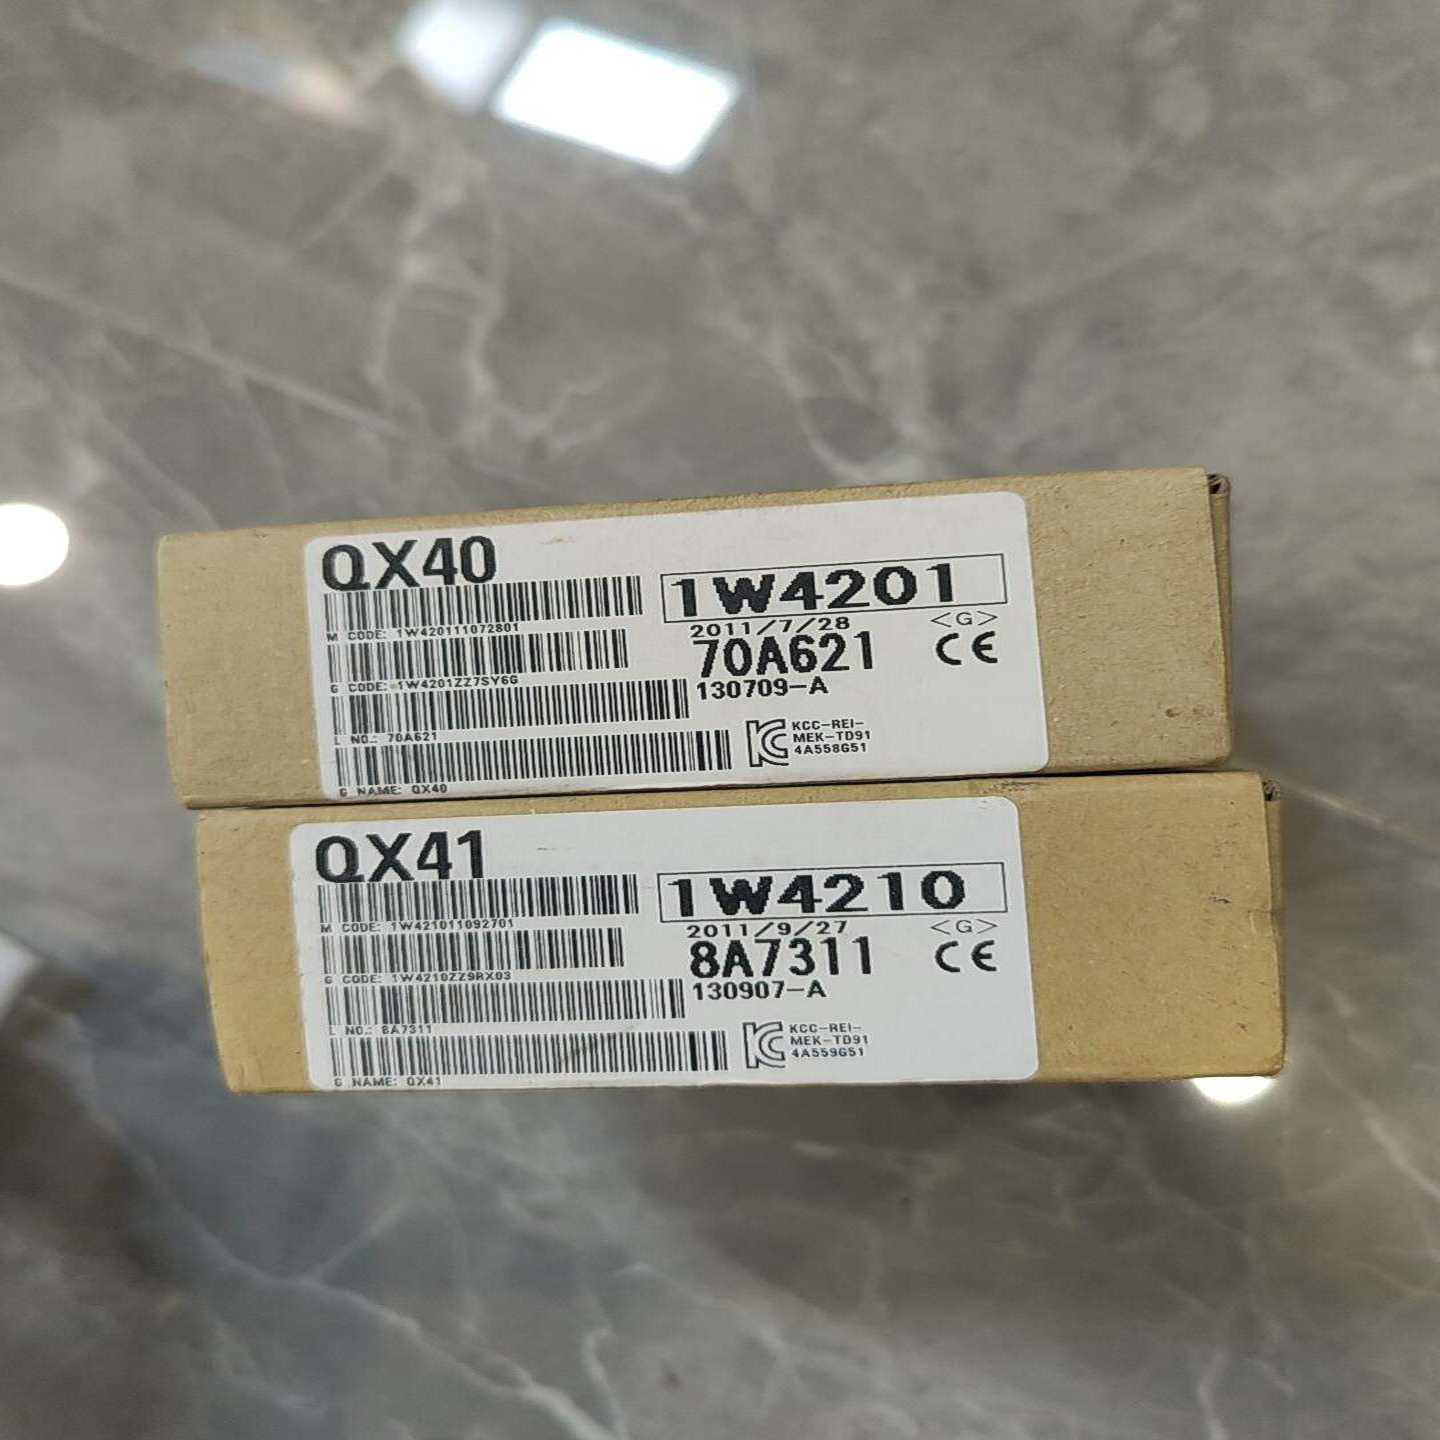 QX40
1W4201
M CODE: 1W420111072801
2011/7/28 <G>
70A621 CE
G CODE: 1W4201ZZ7SY6G
130709-A
L NO.: 70A621
KCC-REI-
MEK-TD91
4A558G51
G NAME: QX40
QX41
1W4210
M CODE: 1W421011092701
2011/9/27 <G>
8A7311 CE
G CODE: 1W4210ZZ9RX03
130907-A
L NO.: 8A7311
KCC-REI-
MEK-TD91
4A559G51
G NAME: QX41